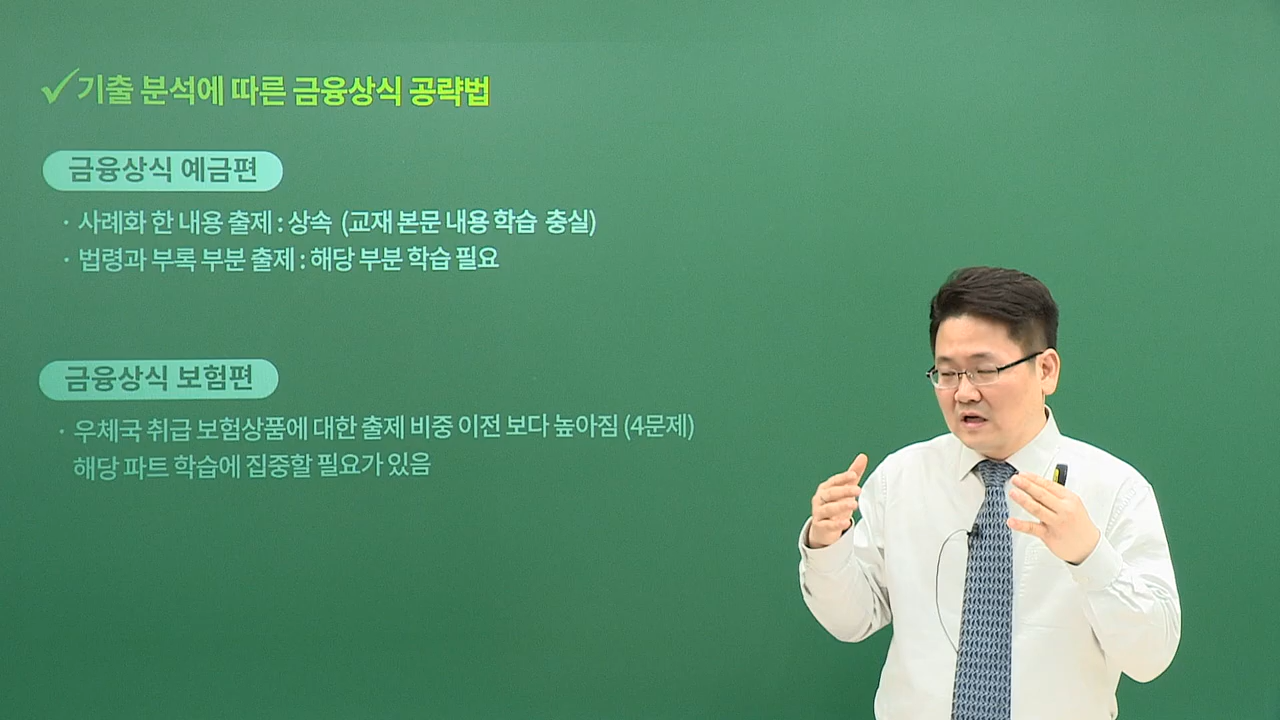 ✓기출 분석에 따른 금융상식 공략법
금융상식 예금편
· 사례화 한 내용 출제 : 상속 (교재 본문 내용 학습 충실)
· 법령과 부록 부분 출제 : 해당 부분 학습 필요
금융상식 보험편
· 우체국 취급 보험상품에 대한 출제 비중 이전 보다 높아짐 (4문제)
해당 파트 학습에 집중할 필요가 있음